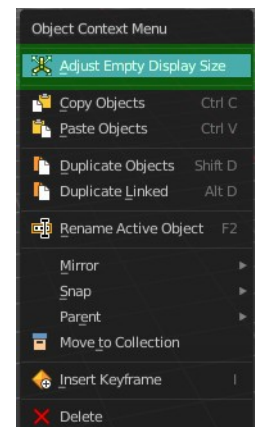 Object Context Menu
Adjust Empty Display Size
Copy Objects Ctrl C
Paste Objects Ctrl V
Duplicate Objects Shift D
Duplicate Linked Alt D
Rename Active Object F2
Mirror
Snap
Parent
Move to Collection
Insert Keyframe I
Delete